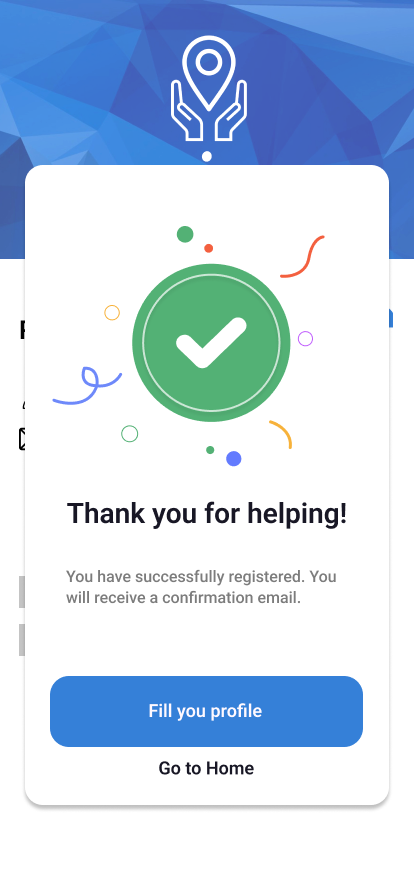 Thank you for helping!
You have successfully registered. You
will receive a confirmation email.
Fill you profile
Go to Home